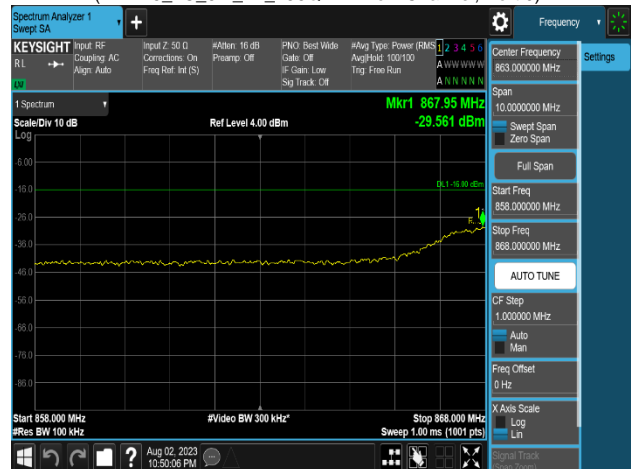 Spectrum Analyzer 1
Swept SA
Frequency
KEYSIGHT
RL
Input: RF
Coupling: AC
Align: Auto
Input Z: 50 Ω
Corrections: On
Freq Ref: Int (S)
#Atten: 16 dB
Preamp: Off
PNO: Best Wide
Gate: Off
IF Gain: Low
Sig Track: Off
#Avg Type: Power (RMS
Avg|Hold: 100/100
Trig: Free Run
1 2 3 4 5 6
A W W W W W
A N N N N N
1 Spectrum
Scale/Div 10 dB
Log
Ref Level 4.00 dBm
Mkr1 867.95 MHz
-29.561 dBm
-6.00
-16.0
DL1 -16.00 dBm
-26.0
-36.0
-46.0
-56.0
-66.0
-76.0
-86.0
1
Start 858.000 MHz
#Res BW 100 kHz
#Video BW 300 kHz*
Stop 868.000 MHz
Sweep 1.00 ms (1001 pts)
Aug 02, 2023
10:50:06 PM
Center Frequency
863.000000 MHz
Settings
Span
10.0000000 MHz
Swept Span
Zero Span
Full Span
Start Freq
858.000000 MHz
Stop Freq
868.000000 MHz
AUTO TUNE
CF Step
1.000000 MHz
Auto
Man
Freq Offset
0 Hz
X Axis Scale
Log
Lin
Signal Track
(Span Zoom)